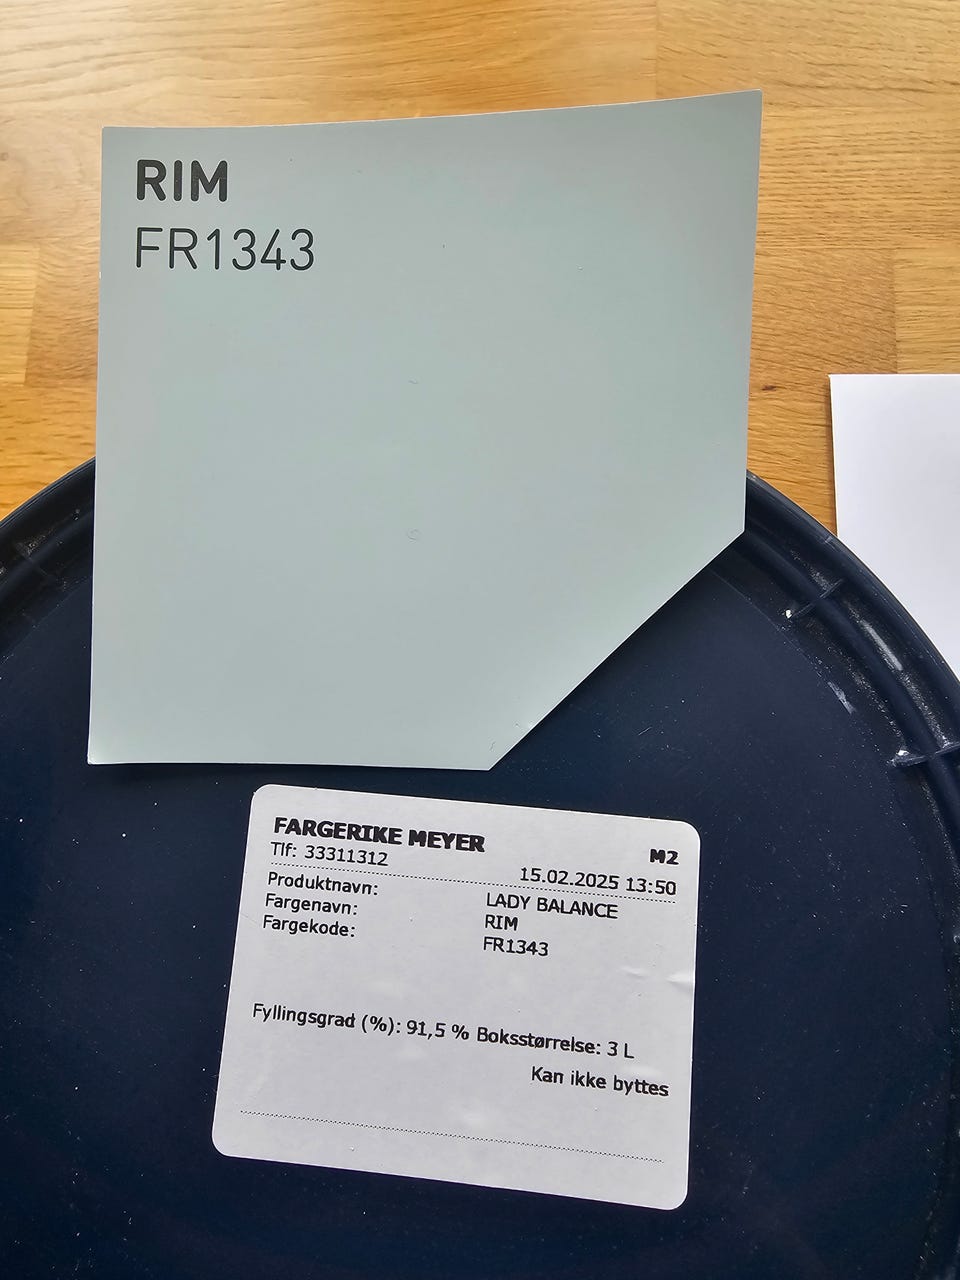 RIM
FR1343
FARGERIKE MEYER
M2
Tlf: 33311312
15.02.2025 13:50
Produktnavn: LADY BALANCE
Fargenavn: RIM
Fargekode: FR1343
Fyllingsgrad (%): 91,5 % Boksstørrelse: 3 L
Kan ikke byttes